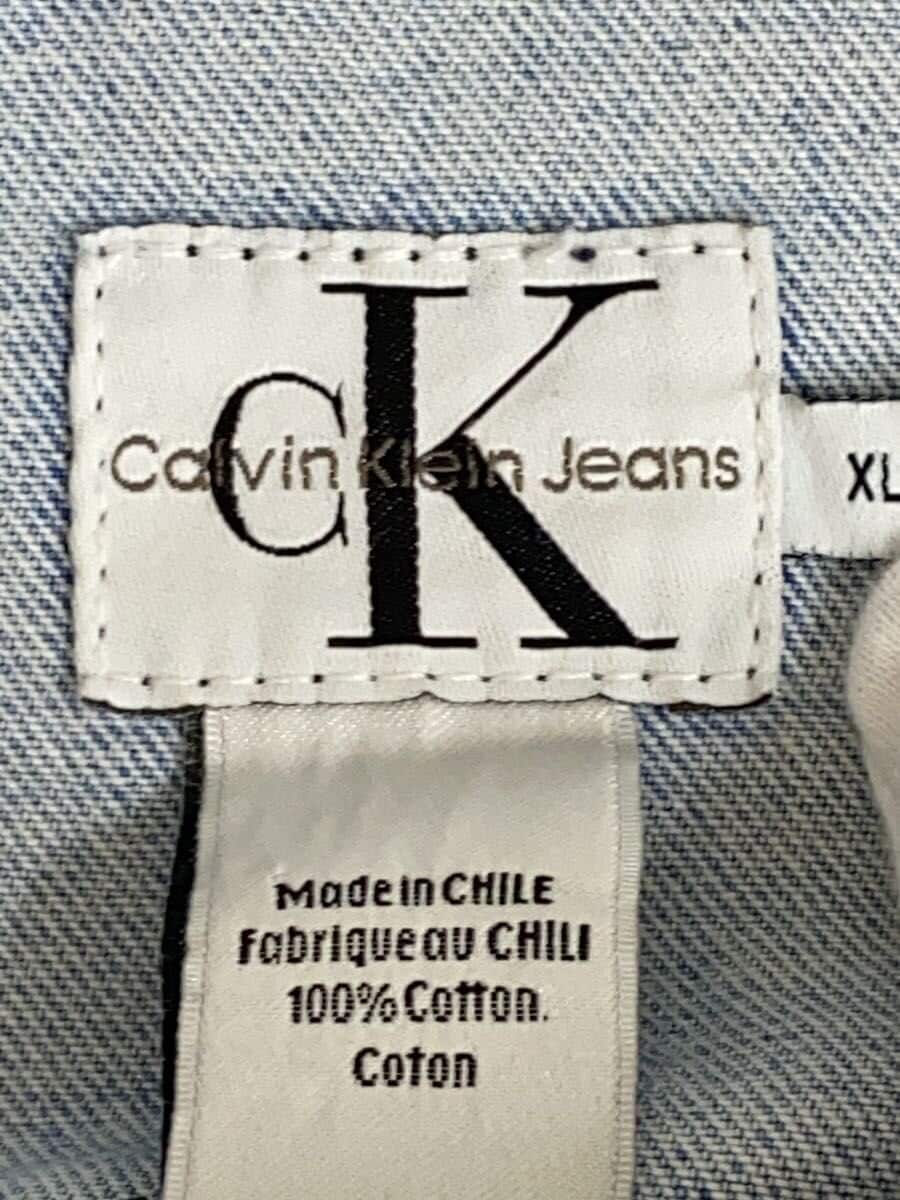 CK
Calvin Klein Jeans
XL
Made in CHILE
Fabrique au CHILI
100% Cotton.
Coton